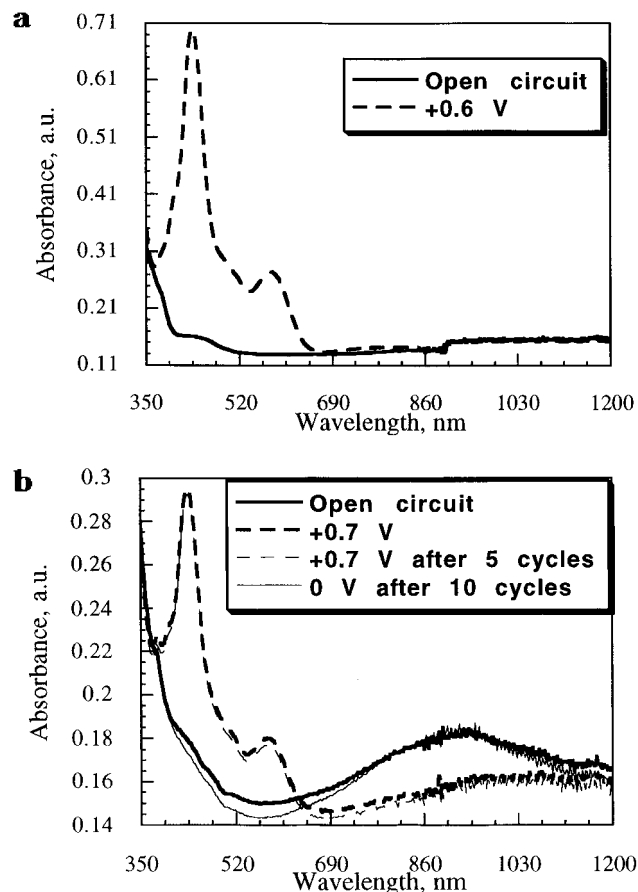 a
0.71
0.61
0.51
0.41
0.31
0.21
0.11
Absorbance, a.u.
Open circuit
+0.6 V
350 520 690 860 1030 1200
Wavelength, nm
b
0.3
0.28
0.26
0.24
0.22
0.2
0.18
0.16
0.14
Absorbance, a.u.
Open circuit
+0.7 V
+0.7 V after 5 cycles
0 V after 10 cycles
350 520 690 860 1030 1200
Wavelength, nm